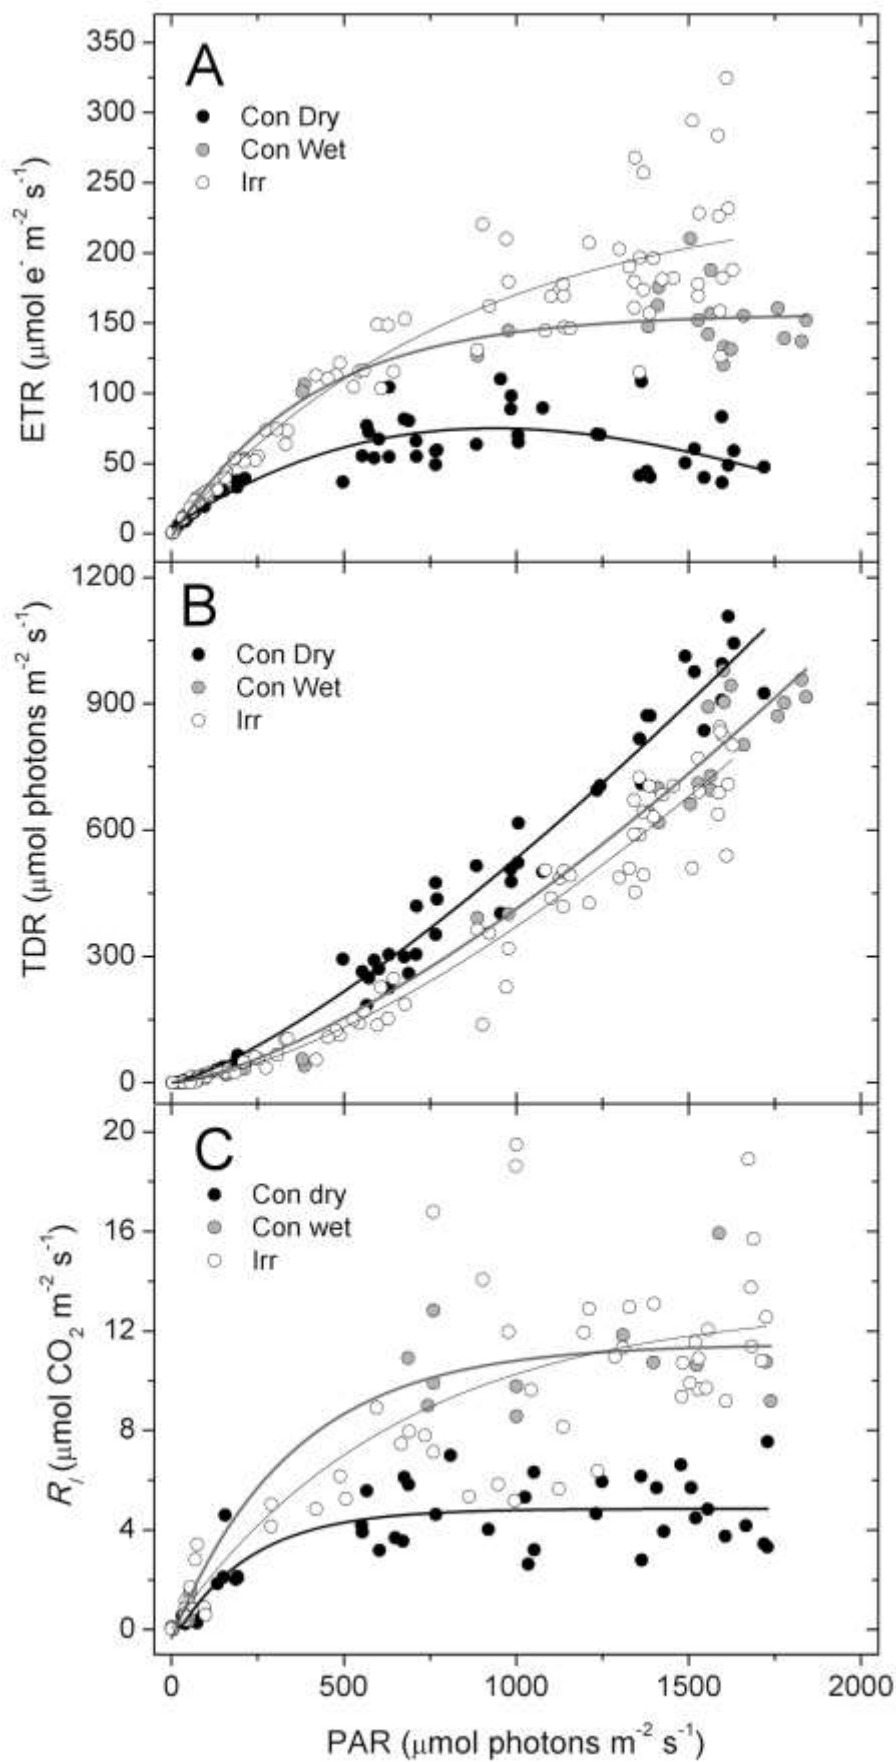 350
300
250
200
150
100
50
0
ETR (μmol e⁻ m⁻² s⁻¹)
A
Con Dry
Con Wet
Irr
1200
900
600
300
0
TDR (μmol photons m⁻² s⁻¹)
B
Con Dry
Con Wet
Irr
20
16
12
8
4
0
R_l (μmol CO₂ m⁻² s⁻¹)
C
Con dry
Con wet
Irr
0 500 1000 1500 2000
PAR (μmol photons m⁻² s⁻¹)